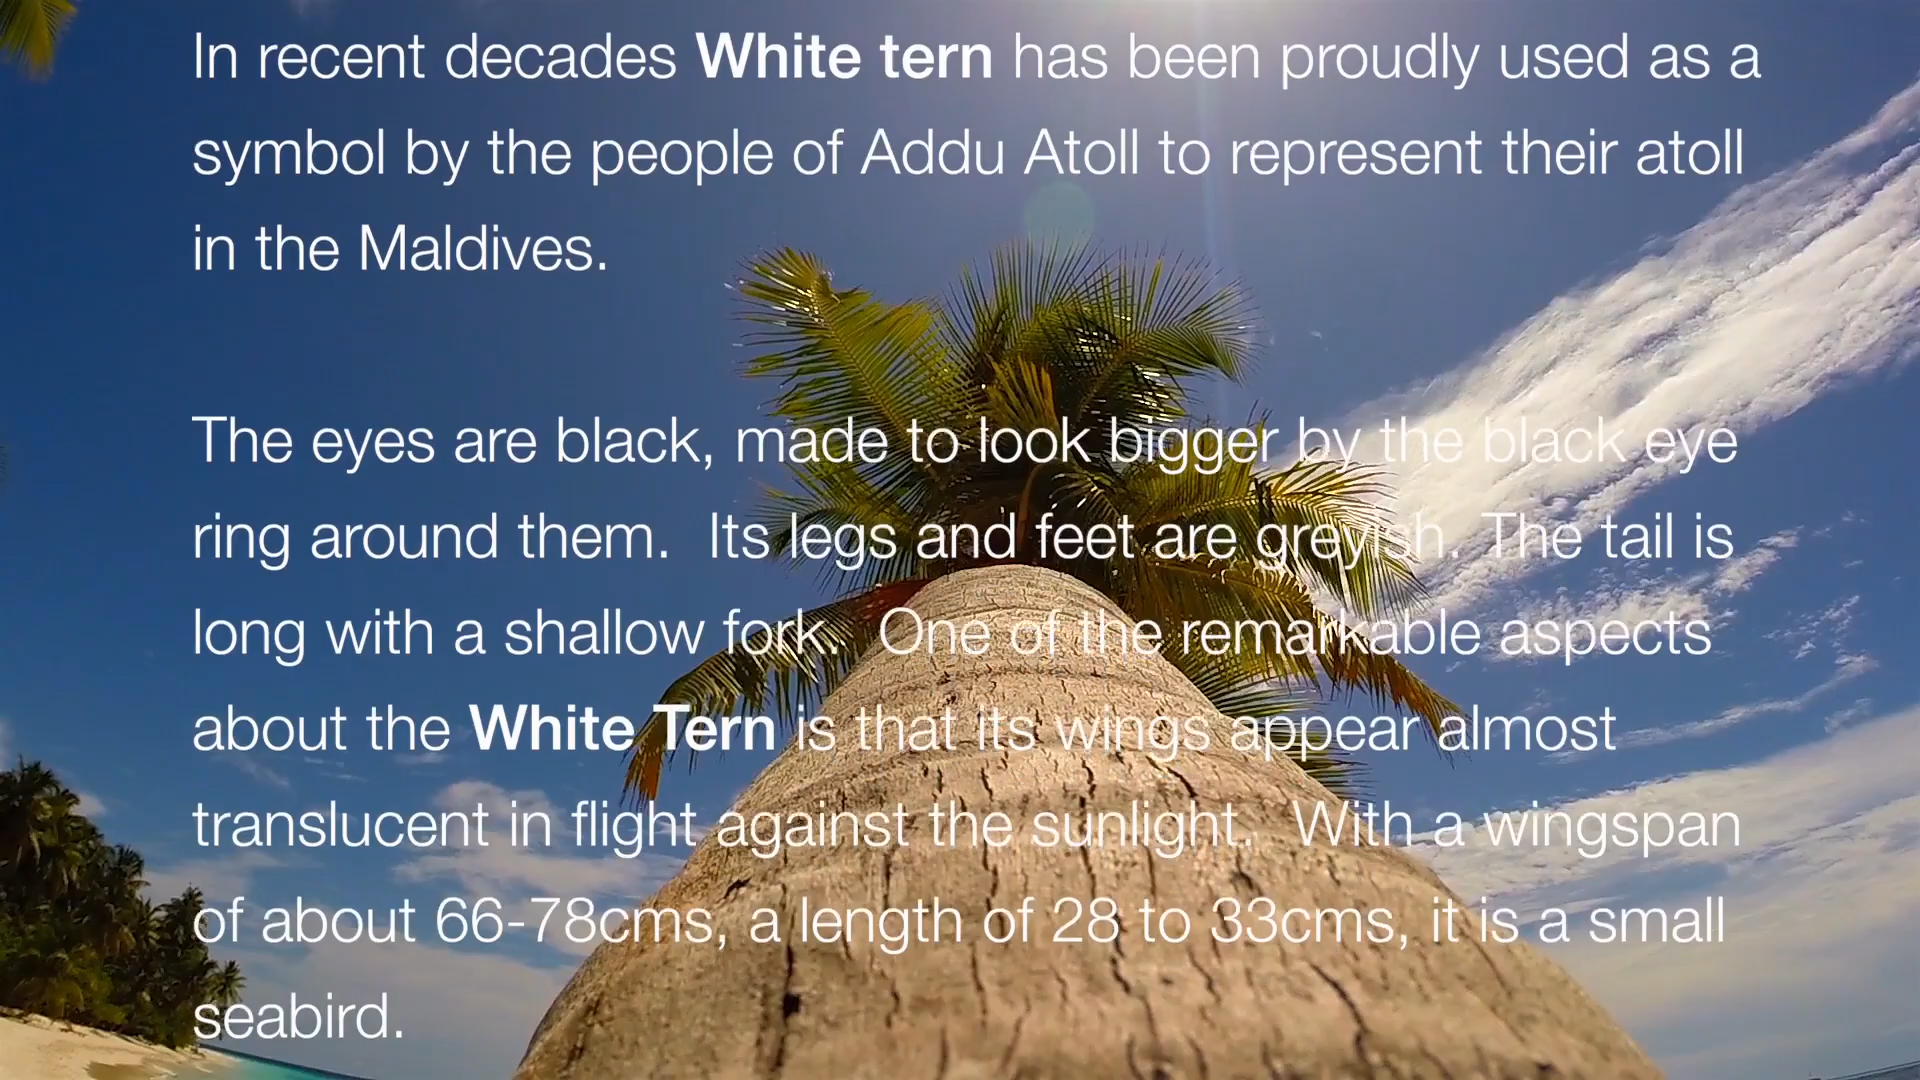 In recent decades White tern has been proudly used as a
symbol by the people of Addu Atoll to represent their atoll
in the Maldives.
The eyes are black, made to look bigger by the black eye
ring around them.  Its legs and feet are greyish. The tail is
long with a shallow fork.  One of the remarkable aspects
about the White Tern is that its wings appear almost
translucent in flight against the sunlight.  With a wingspan
of about 66-78cms, a length of 28 to 33cms, it is a small
seabird.